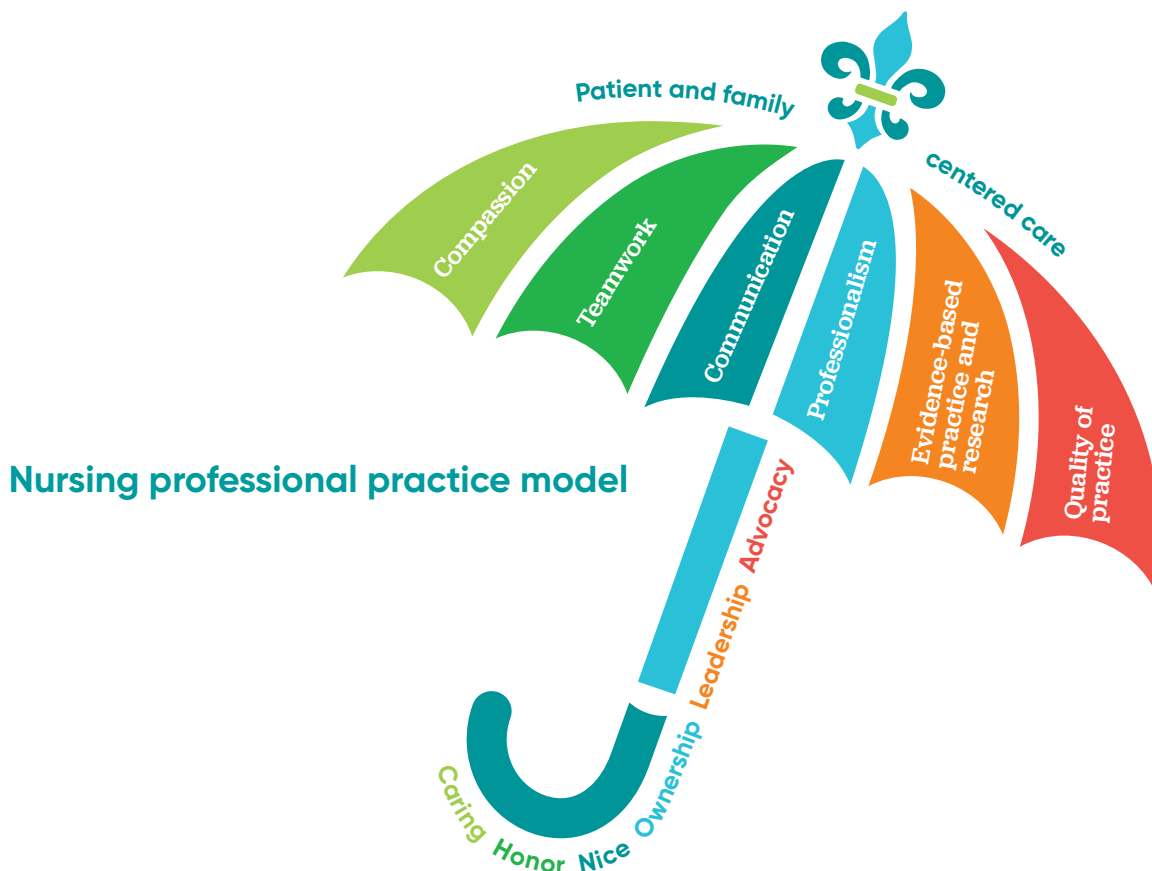 Patient and family
centered care
Compassion
Teamwork
Communication
Professionalism
Evidence-based
practice and
research
Quality of
practice
Nursing professional practice model
Caring Honor Nice Ownership Leadership Advocacy